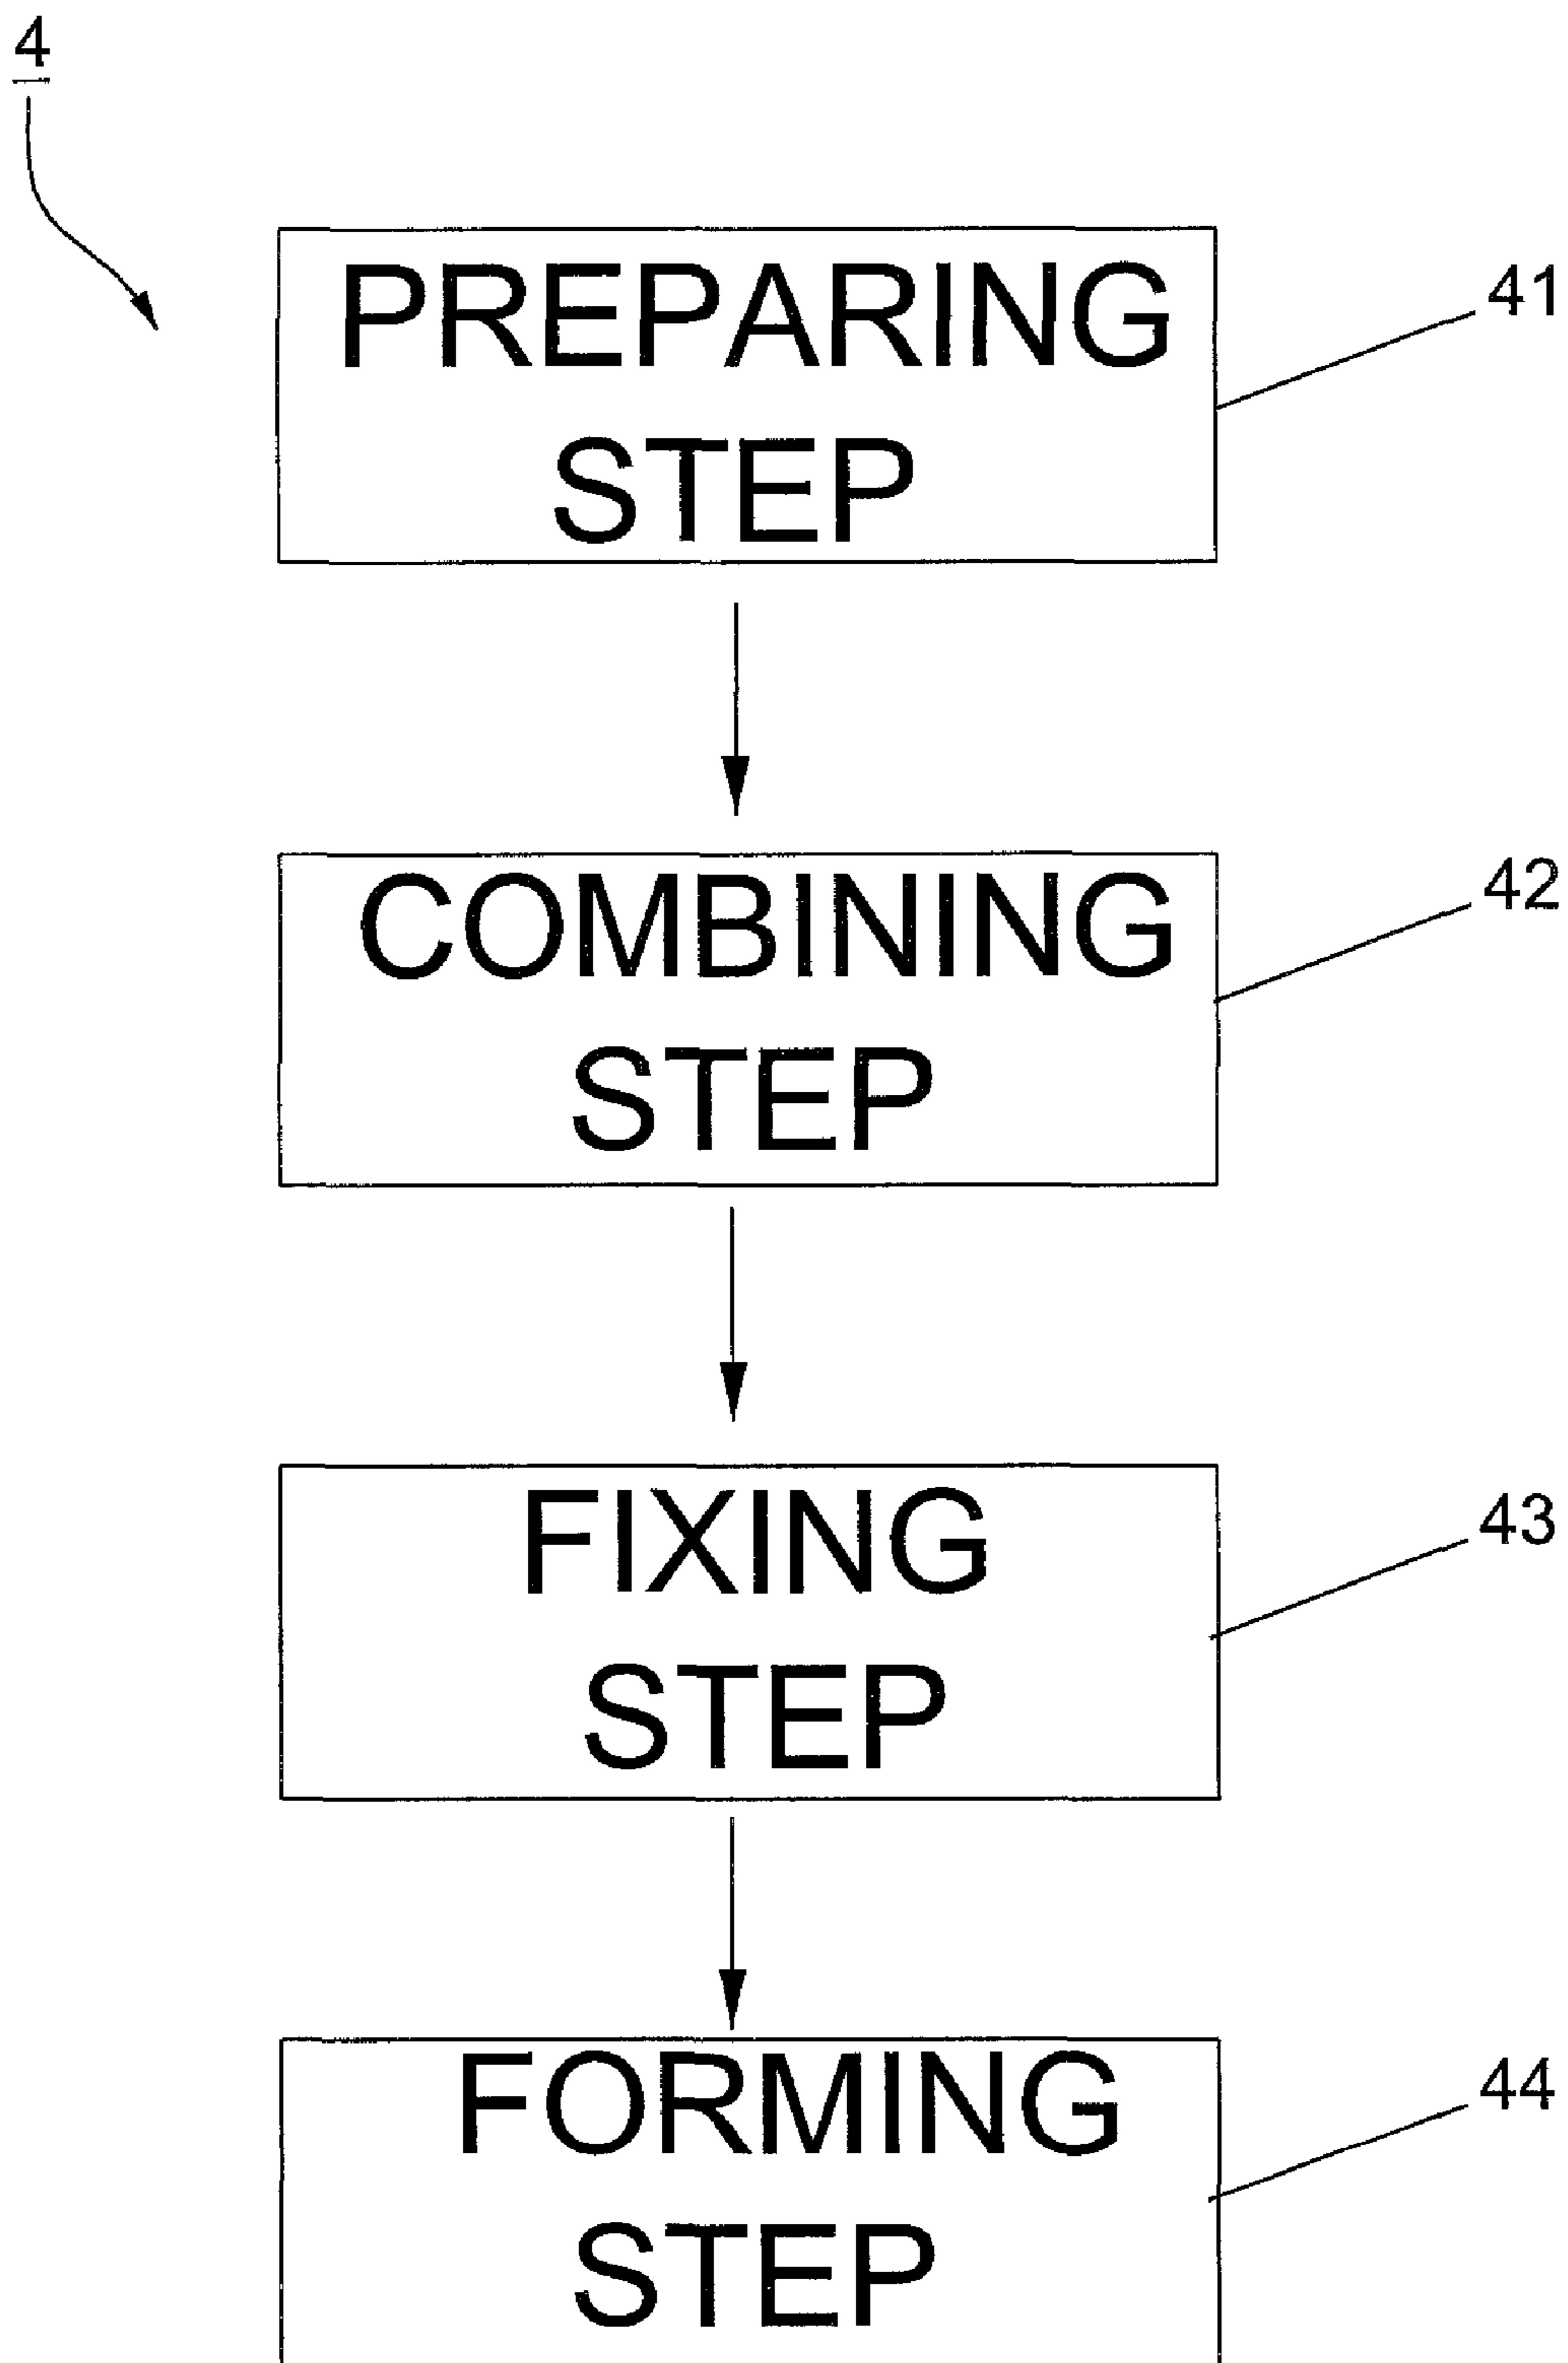 4
PREPARING
STEP
41
COMBINING
STEP
42
FIXING
STEP
43
FORMING
STEP
44